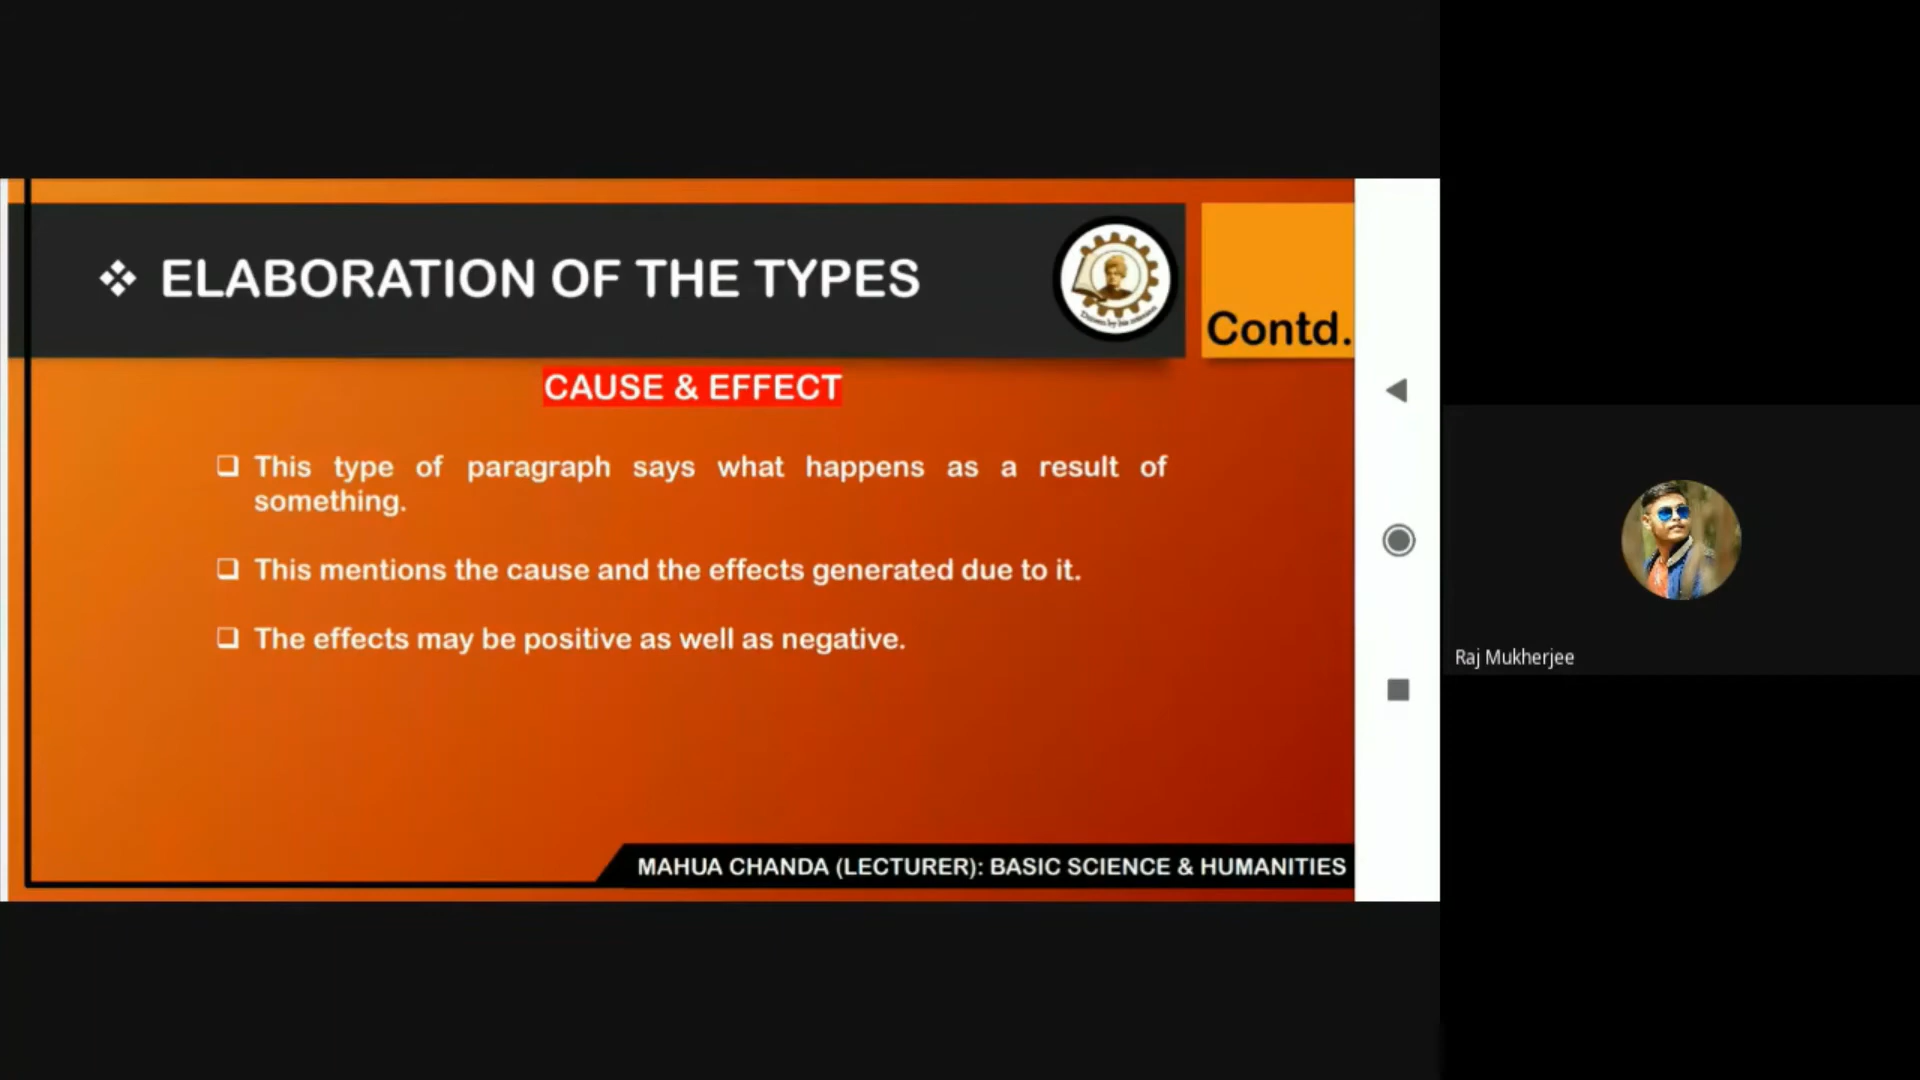 ELABORATION OF THE TYPES
Contd.
CAUSE & EFFECT
This type of paragraph says what happens as a result of
something.
This mentions the cause and the effects generated due to it.
The effects may be positive as well as negative.
MAHUA CHANDA (LECTURER): BASIC SCIENCE & HUMANITIES
Raj Mukherjee